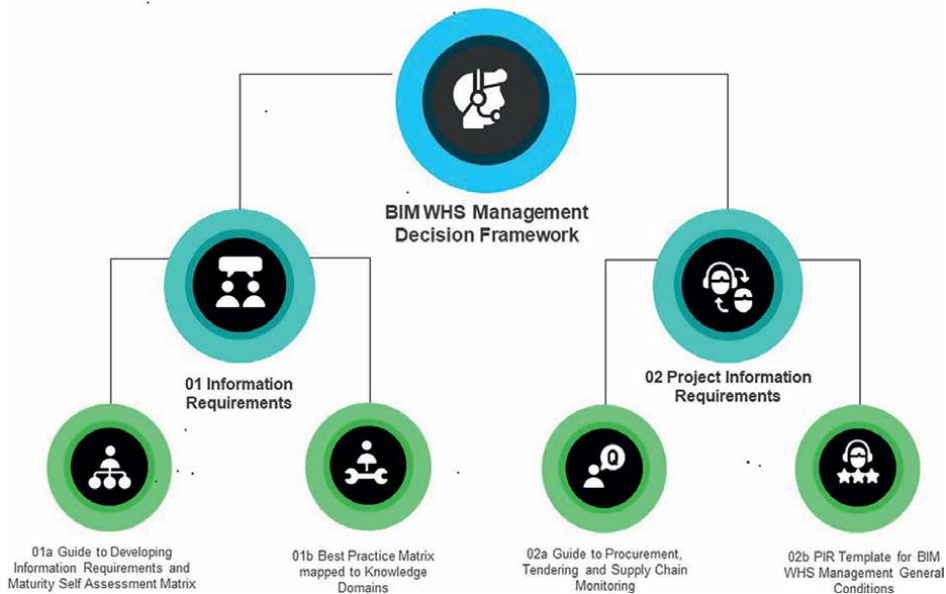 BIM WHS Management
Decision Framework
01 Information
Requirements
02 Project Information
Requirements
Q
01a Guide to Developing
Information Requirements and
Maturity Self Assessment Matrix
01b Best Practice Matrix
mapped to Knowledge
Domains
02a Guide to Procurement,
Tendering and Supply Chain
Monitoring
02b PIR Template for BIM
WHS Management General
Conditions